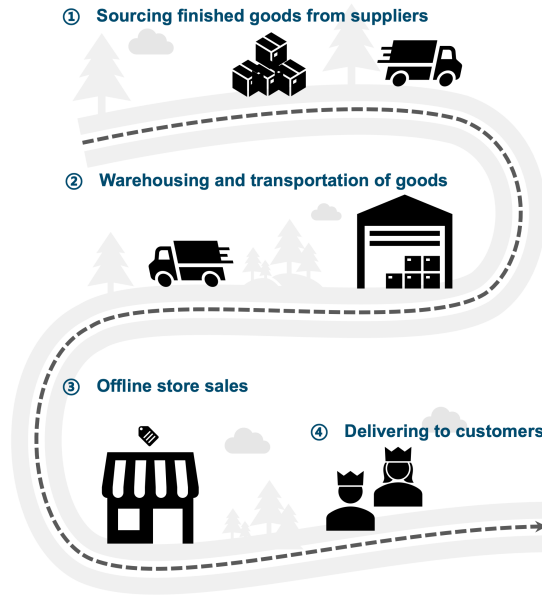 ① Sourcing finished goods from suppliers
② Warehousing and transportation of goods
③ Offline store sales
④ Delivering to customers